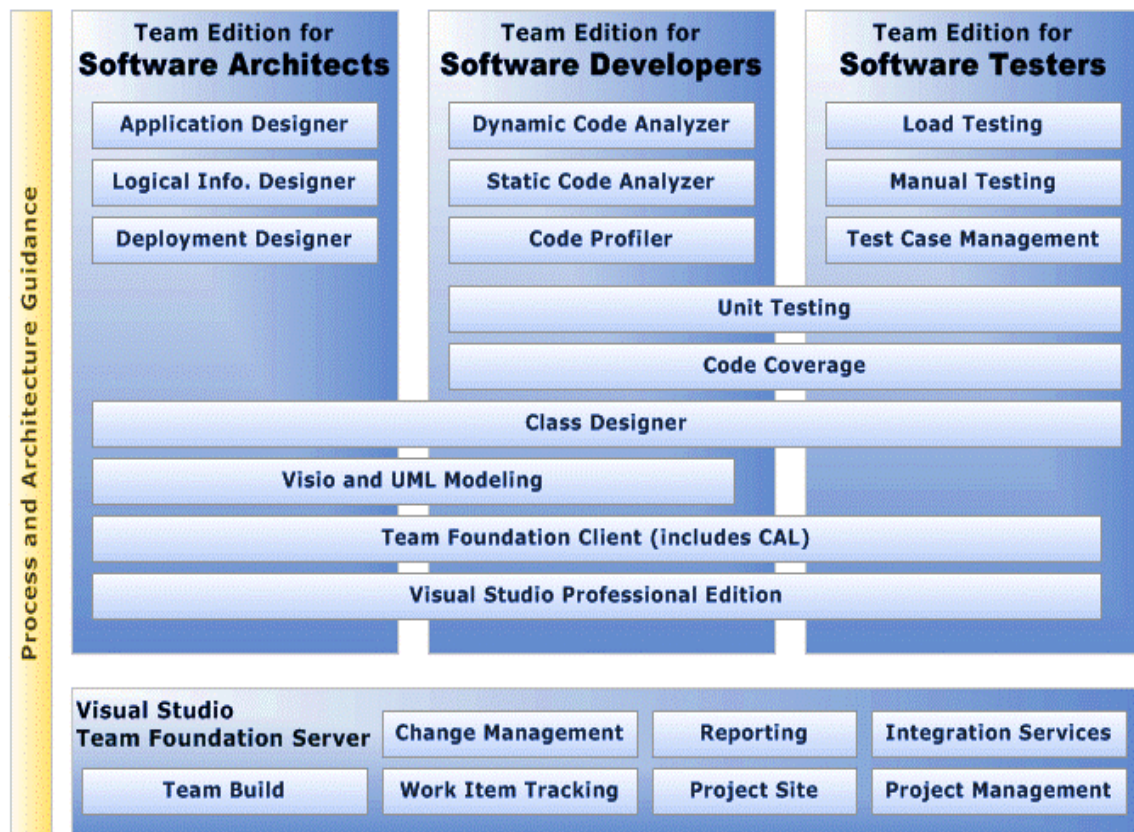 Process and Architecture Guidance
Team Edition for
Software Architects
Application Designer
Logical Info. Designer
Deployment Designer
Team Edition for
Software Developers
Dynamic Code Analyzer
Static Code Analyzer
Code Profiler
Team Edition for
Software Testers
Load Testing
Manual Testing
Test Case Management
Unit Testing
Code Coverage
Class Designer
Visio and UML Modeling
Team Foundation Client (includes CAL)
Visual Studio Professional Edition
Visual Studio
Team Foundation Server
Change Management
Reporting
Integration Services
Team Build
Work Item Tracking
Project Site
Project Management